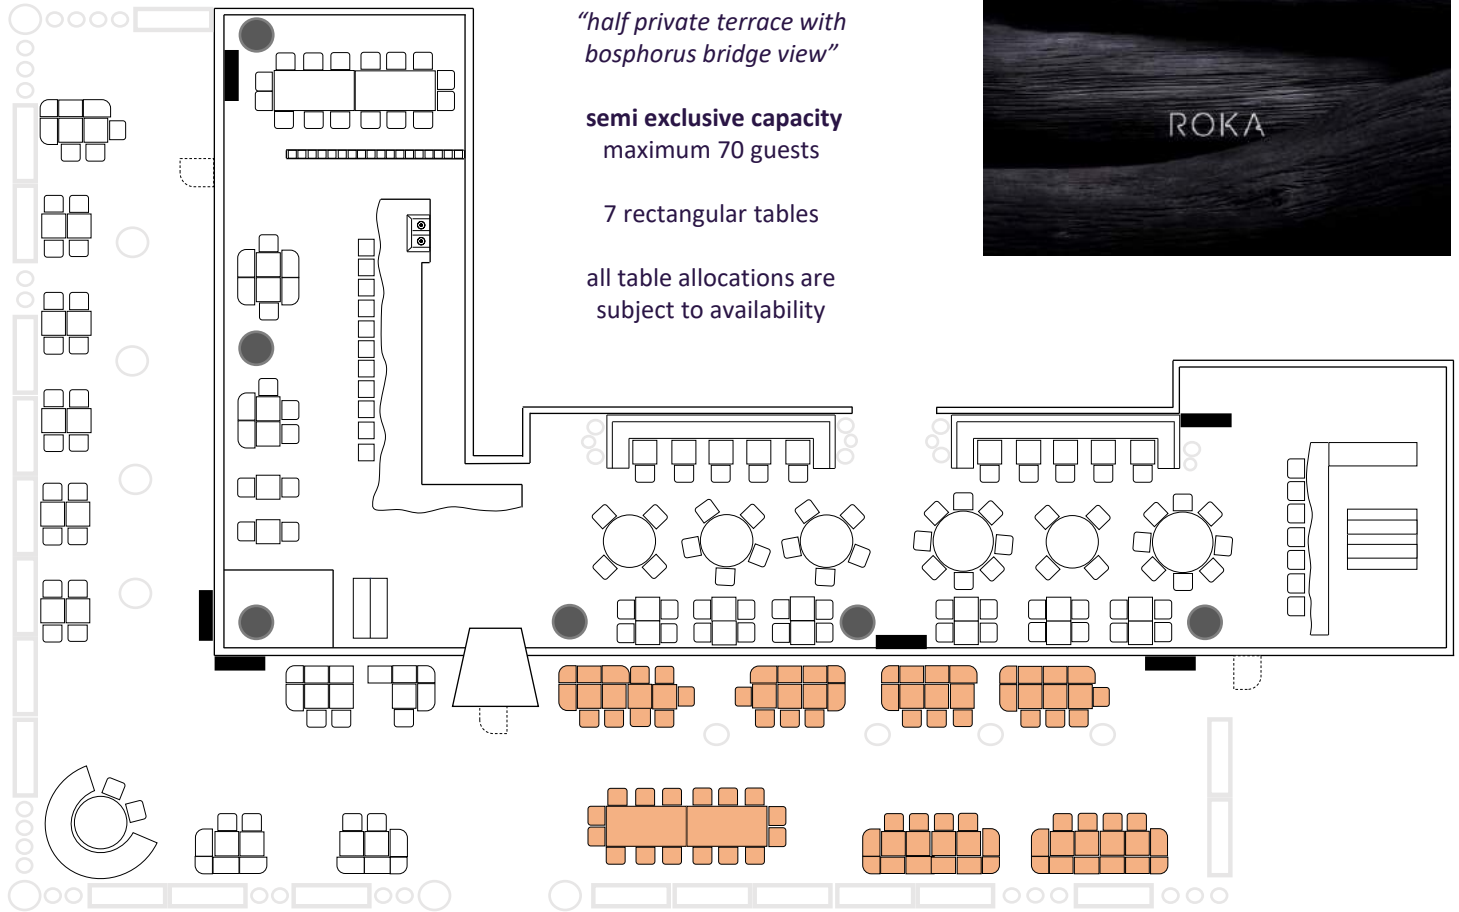 “half private terrace with
bosphorus bridge view”
semi exclusive capacity
maximum 70 guests
7 rectangular tables
all table allocations are
subject to availability
ROKA